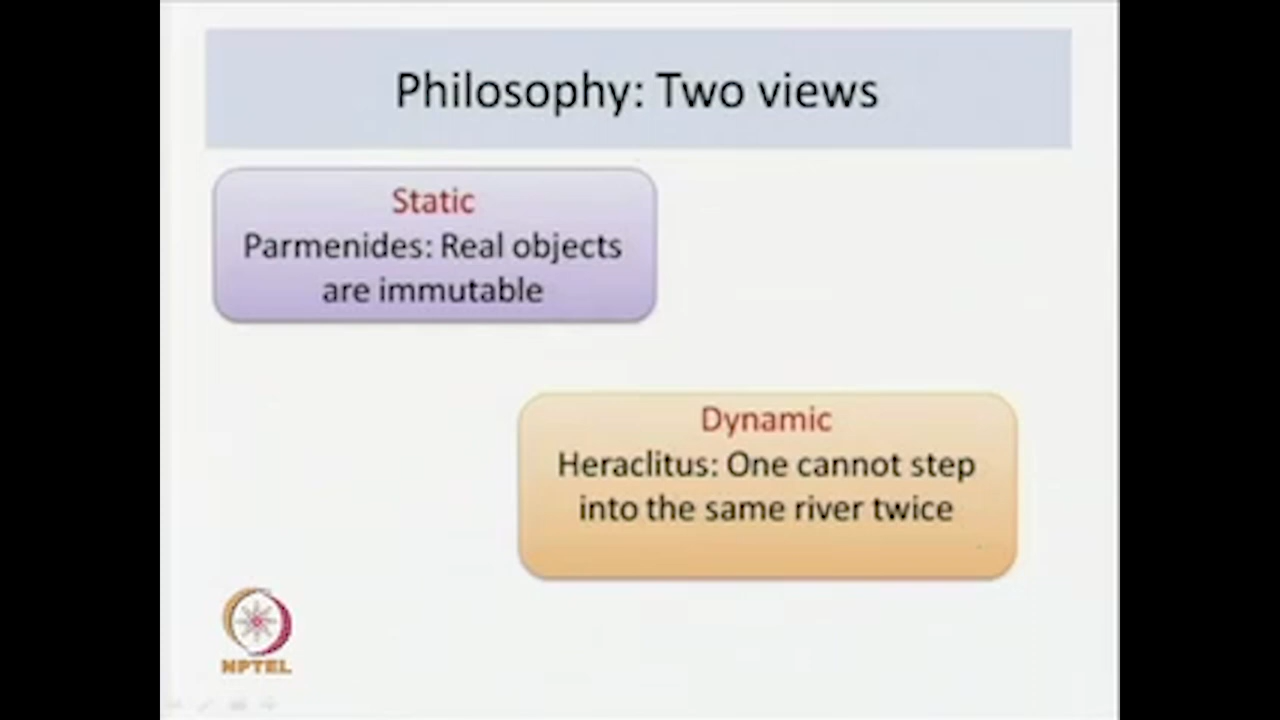 Philosophy: Two views
Static
Parmenides: Real objects
are immutable
Dynamic
Heraclitus: One cannot step
into the same river twice
NPTEL